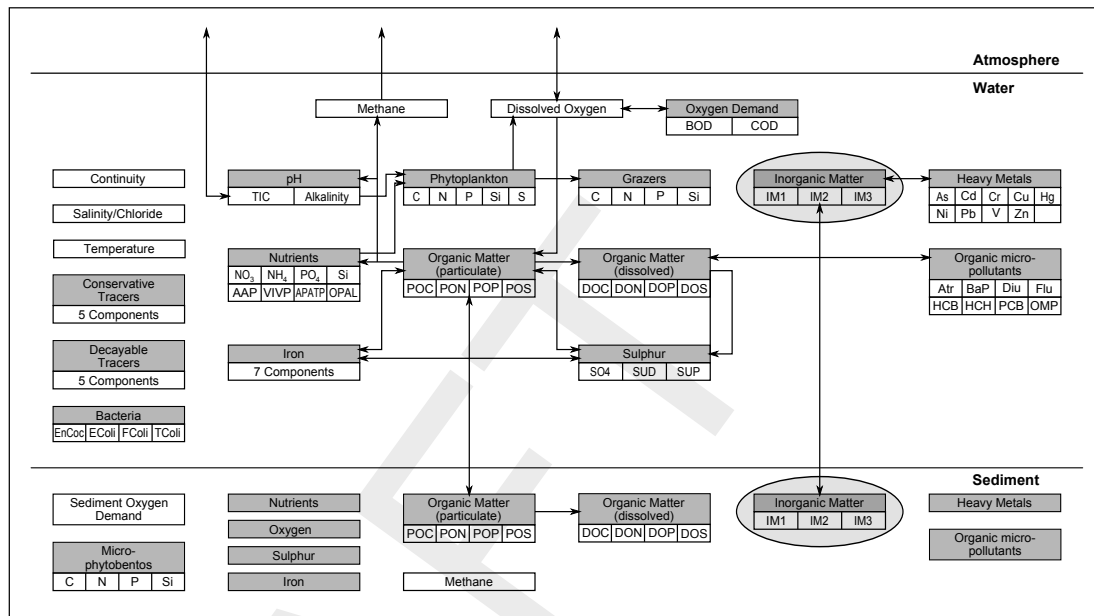 Atmosphere
Water
Methane
Dissolved Oxygen
Oxygen Demand
BOD COD
Continuity
Salinity/Chloride
Temperature
Conservative
Tracers
5 Components
Decayable
Tracers
5 Components
Bacteria
EnCoc EColi FColi TColi
pH
TIC Alkalinity
Phytoplankton
C N P Si S
Grazers
C N P Si
Inorganic Matter
IM1 IM2 IM3
Heavy Metals
As Cd Cr Cu Hg
Ni Pb V Zn
Nutrients
NO3 NH4 PO4 Si
AAP VIVP APATP OPAL
Organic Matter
(particulate)
POC PON POP POS
Organic Matter
(dissolved)
DOC DON DOP DOS
Organic micro-
pollutants
Atr BaP Diu Flu
HCB HCH PCB OMP
Iron
7 Components
Sulphur
SO4 SUD SUP
Sediment
Sediment Oxygen
Demand
Micro-
phytobentos
C N P Si
Nutrients
Oxygen
Sulphur
Iron
Organic Matter
(particulate)
POC PON POP POS
Methane
Organic Matter
(dissolved)
DOC DON DOP DOS
Inorganic Matter
IM1 IM2 IM3
Heavy Metals
Organic micro-
pollutants